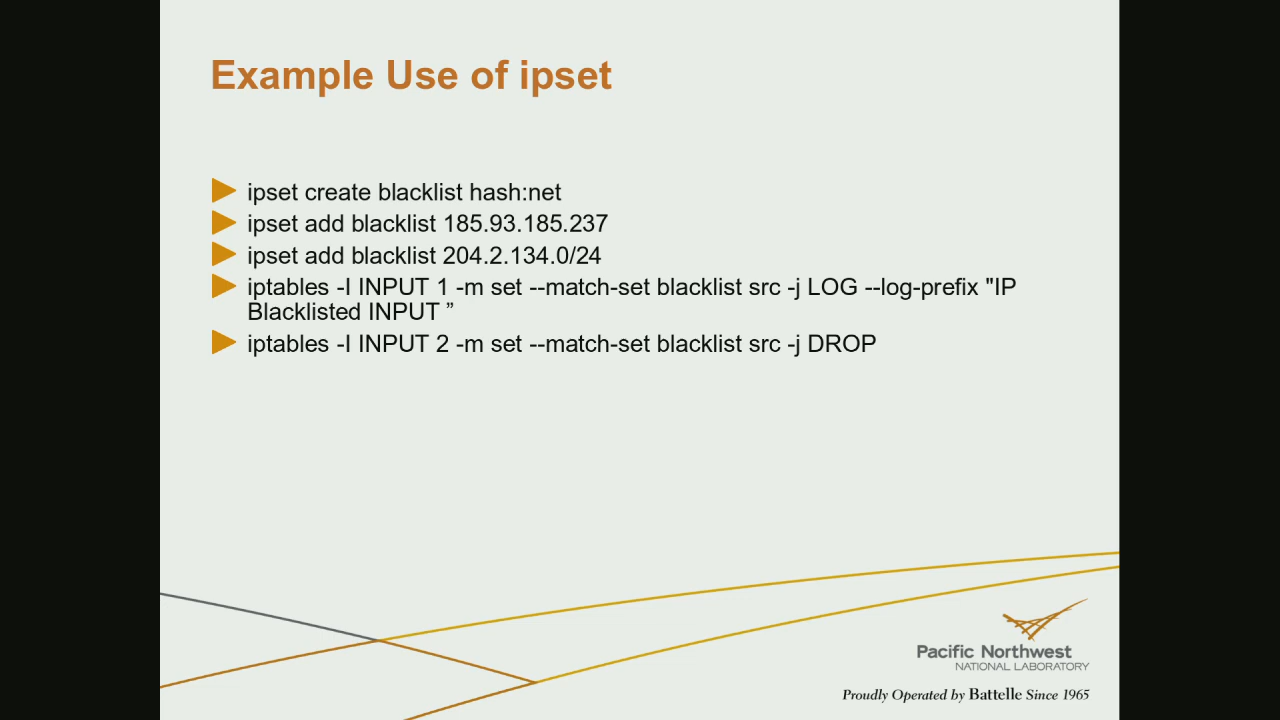 Example Use of ipset
ipset create blacklist hash:net
ipset add blacklist 185.93.185.237
ipset add blacklist 204.2.134.0/24
iptables -I INPUT 1 -m set --match-set blacklist src -j LOG --log-prefix "IP
Blacklisted INPUT ”
iptables -I INPUT 2 -m set --match-set blacklist src -j DROP
Pacific Northwest
NATIONAL LABORATORY
Proudly Operated by Battelle Since 1965